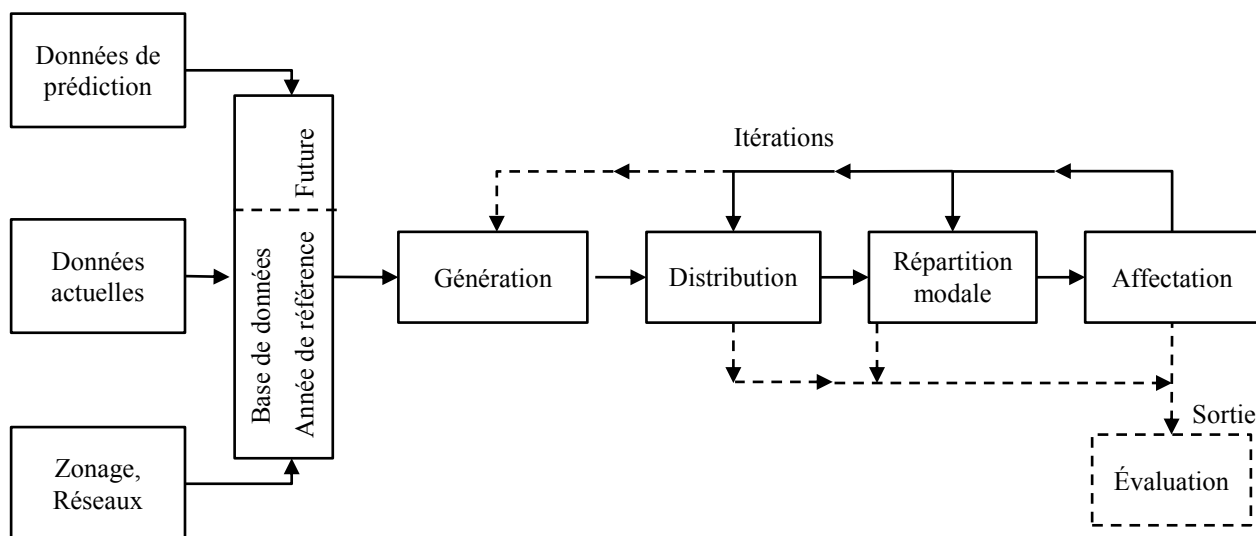 Données de
prédiction
Données
actuelles
Zonage,
Réseaux
Base de données
Année de référence
Future
Itérations
Génération
Distribution
Répartition
modale
Affectation
Sortie
Évaluation